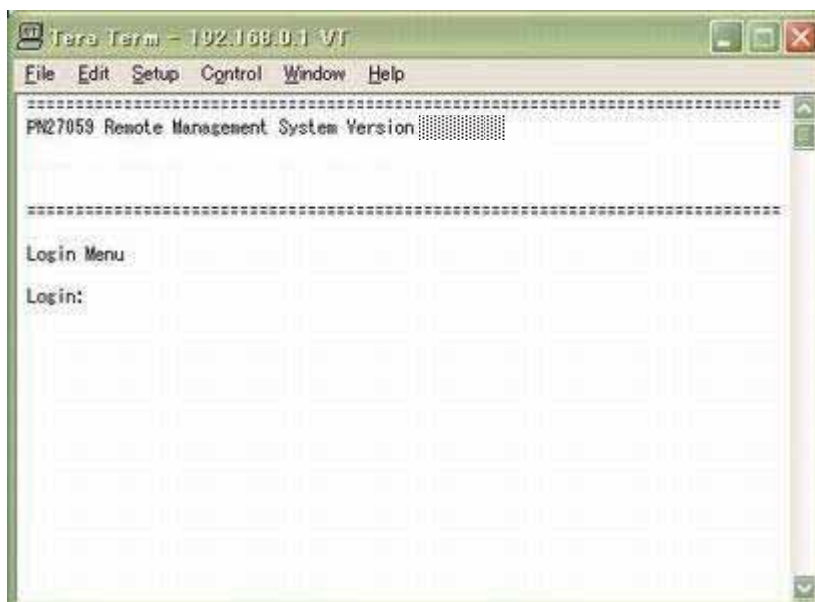 Tera Term - 192.168.0.1 VT
File Edit Setup Control Window Help
==============================================================================
PN27059 Remote Management System Version
==============================================================================
Login Menu
Login: